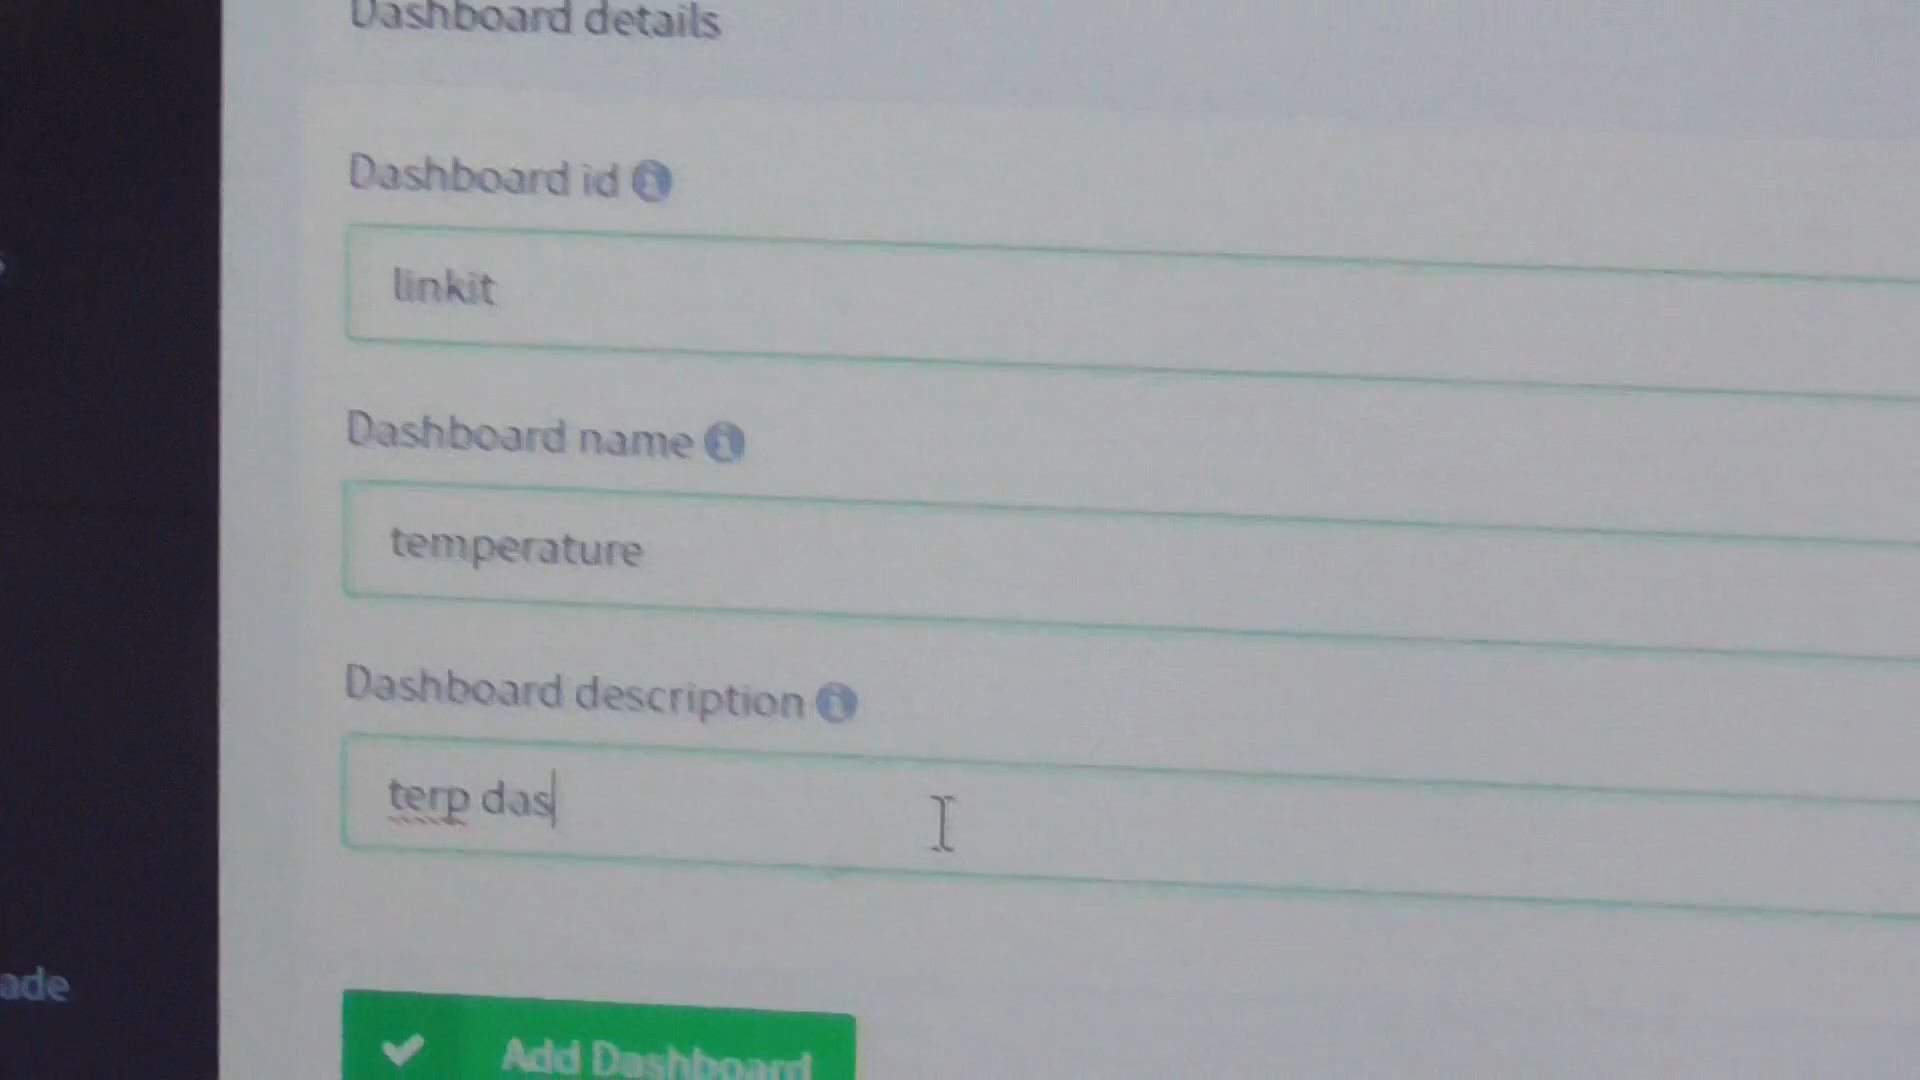 Dashboard details
Dashboard id
linkit
Dashboard name
temperature
Dashboard description
terp das
ade
Add Dashboard